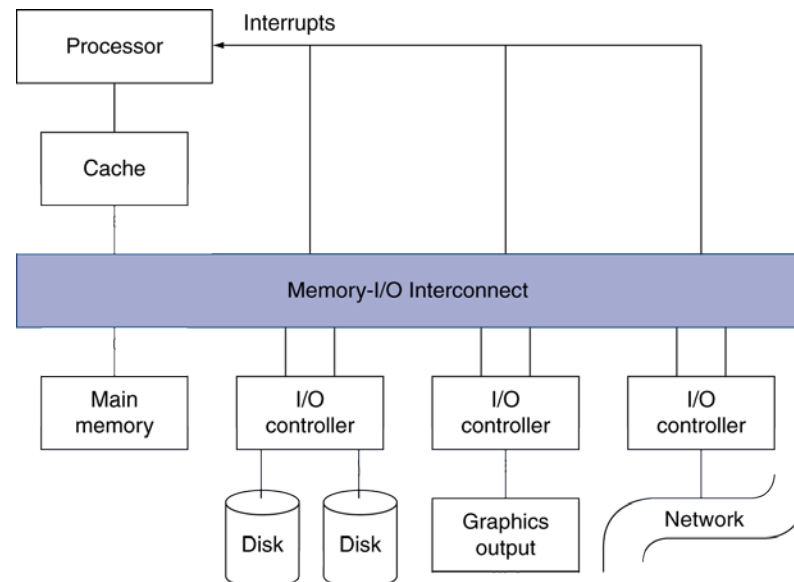 Interrupts
Processor
Cache
Memory-I/O Interconnect
Main
memory
I/O
controller
I/O
controller
I/O
controller
Disk
Disk
Graphics
output
Network